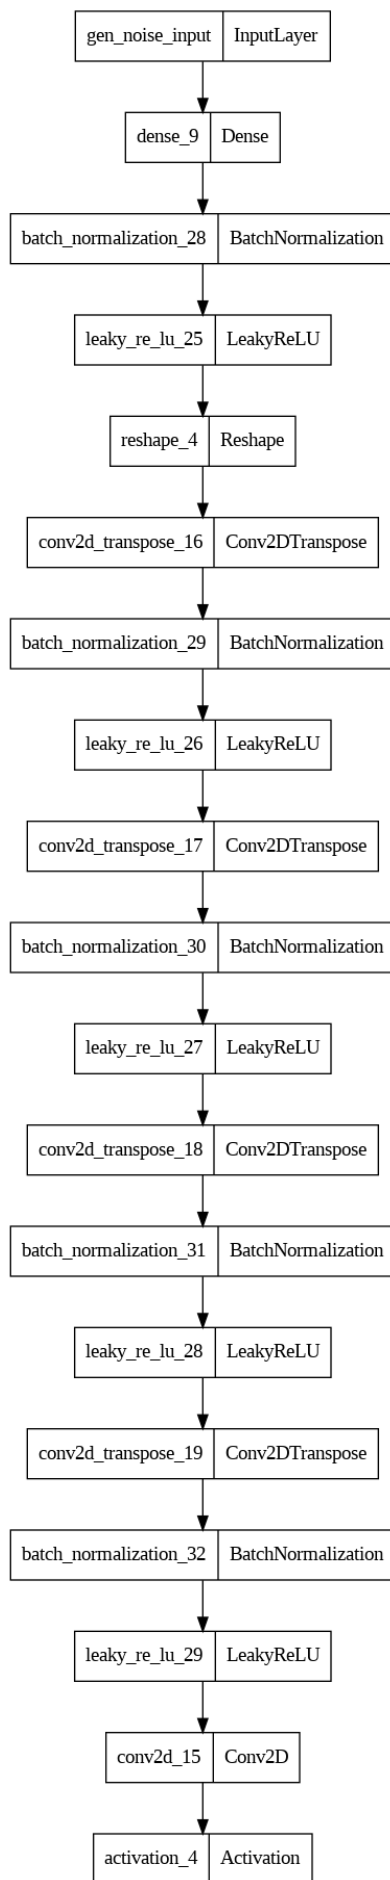 gen_noise_input InputLayer
dense_9 Dense
batch_normalization_28 BatchNormalization
leaky_re_lu_25 LeakyReLU
reshape_4 Reshape
conv2d_transpose_16 Conv2DTranspose
batch_normalization_29 BatchNormalization
leaky_re_lu_26 LeakyReLU
conv2d_transpose_17 Conv2DTranspose
batch_normalization_30 BatchNormalization
leaky_re_lu_27 LeakyReLU
conv2d_transpose_18 Conv2DTranspose
batch_normalization_31 BatchNormalization
leaky_re_lu_28 LeakyReLU
conv2d_transpose_19 Conv2DTranspose
batch_normalization_32 BatchNormalization
leaky_re_lu_29 LeakyReLU
conv2d_15 Conv2D
activation_4 Activation